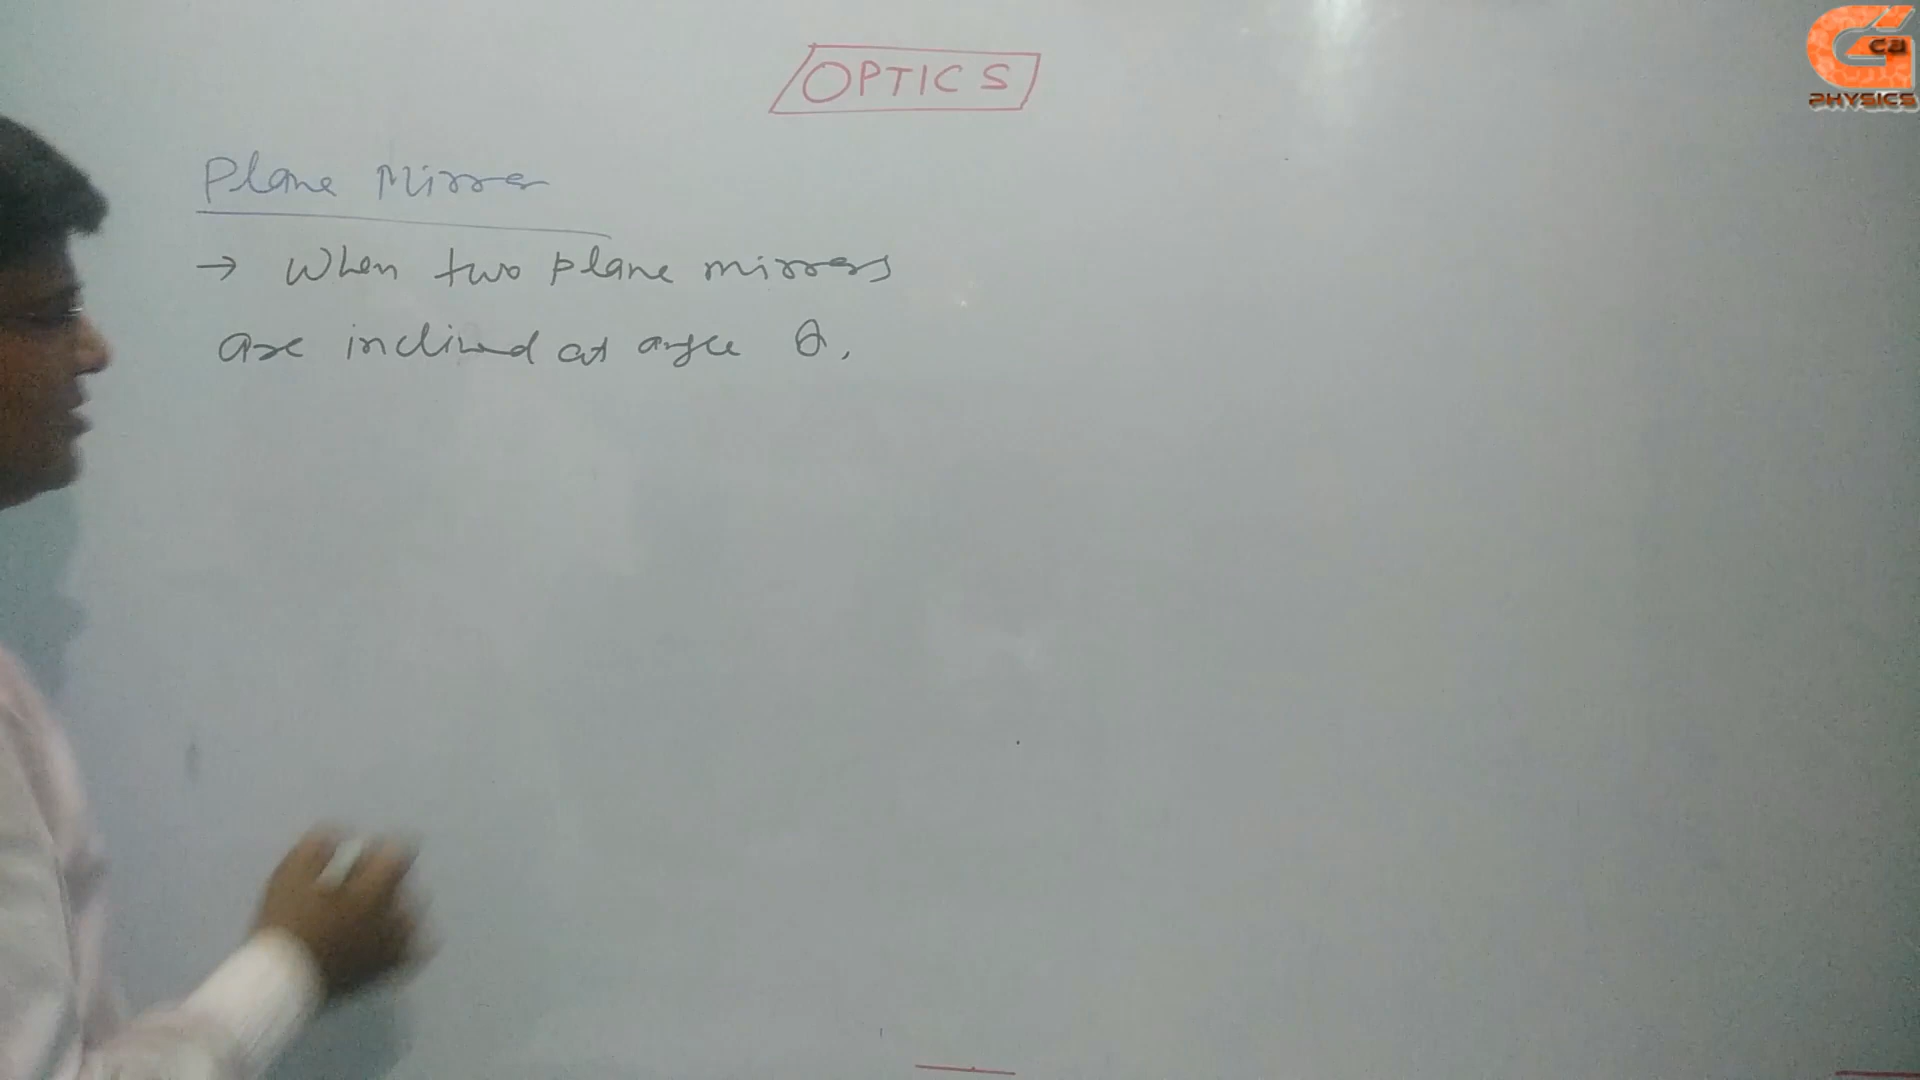 OPTICS
Plane Mirror
→ When two plane mirrors
are inclined at angle θ,
Ca
PHYSICS